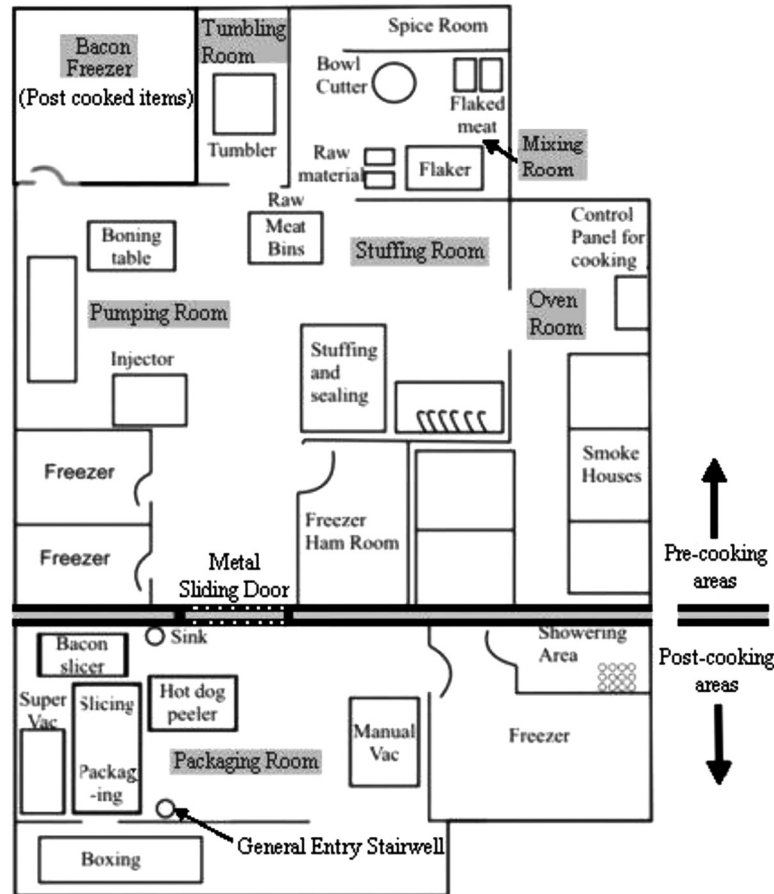 Bacon
Freezer
(Post cooked items)
Tumbling
Room
Tumbler
Spice Room
Bowl
Cutter
Flaked
meat
Mixing
Room
Raw
material
Flaker
Raw
Meat
Bins
Boning
table
Stuffing Room
Control
Panel for
cooking
Oven
Room
Pumping Room
Injector
Stuffing
and
sealing
Freezer
Smoke
Houses
Freezer
Ham Room
Freezer
Metal
Sliding Door
Pre-cooking
areas
Sink
Bacon
slicer
Showering
Area
Post-cooking
areas
Super
Vac
Slicing
Packag
-ing
Hot dog
peeler
Manual
Vac
Freezer
Packaging Room
General Entry Stairwell
Boxing